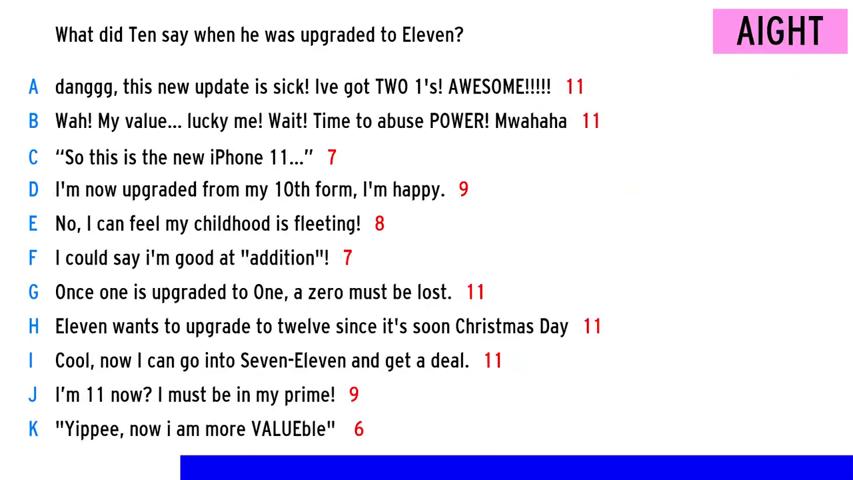 What did Ten say when he was upgraded to Eleven?
AIGHT
A danggg, this new update is sick! Ive got TWO 1's! AWESOME!!!!! 11
B Wah! My value... lucky me! Wait! Time to abuse POWER! Mwahaha 11
C “So this is the new iPhone 11...” 7
D I'm now upgraded from my 10th form, I'm happy. 9
E No, I can feel my childhood is fleeting! 8
F I could say i'm good at "addition"! 7
G Once one is upgraded to One, a zero must be lost. 11
H Eleven wants to upgrade to twelve since it's soon Christmas Day 11
I Cool, now I can go into Seven-Eleven and get a deal. 11
J I’m 11 now? I must be in my prime! 9
K "Yippee, now i am more VALUEble" 6